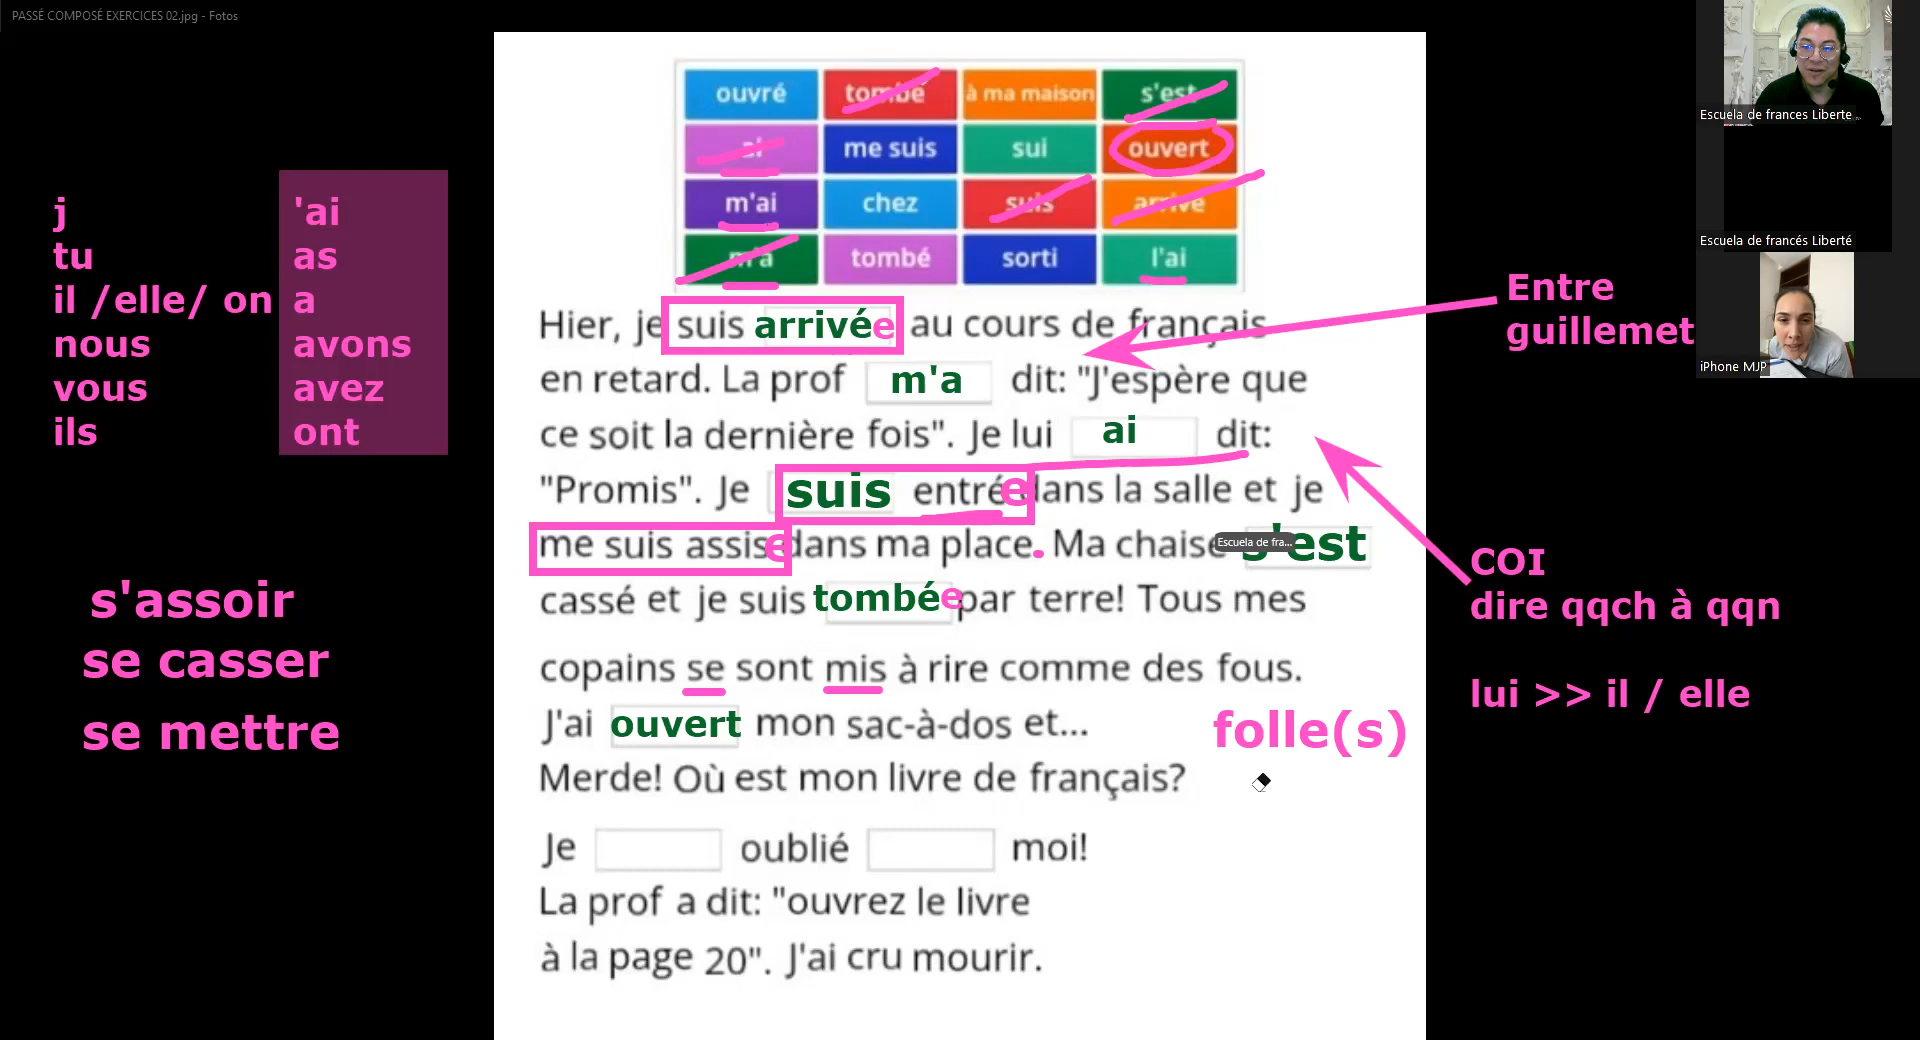 PASSÉ COMPOSÉ EXERCICES 02.jpg - Fotos
ouvré tombé à ma maison s'est
ai me suis sui ouvert
m'ai chez suis arrivé
m'a tombé sorti l'ai
j 'ai
tu as
il /elle/ on a
nous avons
vous avez
ils ont
s'assoir
se casser
se mettre
Hier, je suis arrivée au cours de français
en retard. La prof m'a dit: "J'espère que
ce soit la dernière fois". Je lui ai dit:
"Promis". Je suis entrée dans la salle et je
me suis assise dans ma place. Ma chaise s'est
cassé et je suis tombée par terre! Tous mes
copains se sont mis à rire comme des fous.
J'ai ouvert mon sac-à-dos et...
folle(s)
Merde! Où est mon livre de français?
Je oublié moi!
La prof a dit: "ouvrez le livre
à la page 20". J'ai cru mourir.
Escuela de fra...
Entre
guillemet
COI
dire qqch à qqn
lui >> il / elle
Escuela de frances Liberte...
Escuela de francés Liberté
iPhone MJP